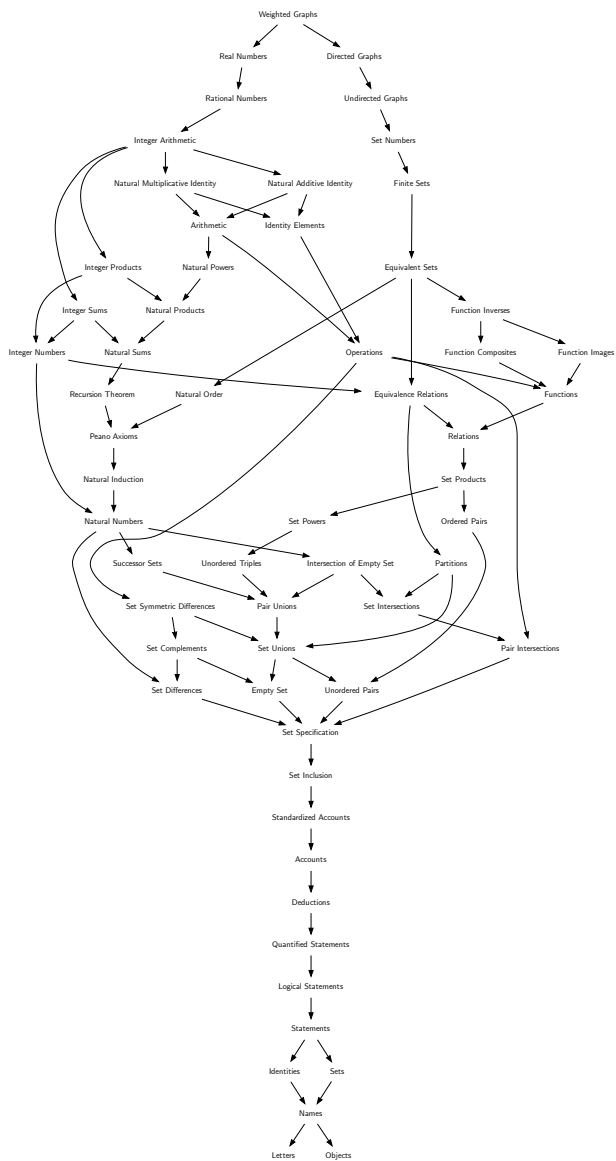 Weighted Graphs
Real Numbers Directed Graphs
Rational Numbers Undirected Graphs
Integer Arithmetic Set Numbers
Natural Multiplicative Identity Natural Additive Identity Finite Sets
Arithmetic Identity Elements
Integer Products Natural Powers Equivalent Sets
Integer Sums Natural Products Function Inverses
Integer Numbers Natural Sums Operations Function Composites Function Images
Recursion Theorem Natural Order Equivalence Relations Functions
Peano Axioms Relations
Natural Induction Set Products
Natural Numbers Set Powers Ordered Pairs
Successor Sets Unordered Triples Intersection of Empty Set Partitions
Set Symmetric Differences Pair Unions Set Intersections
Set Complements Set Unions Pair Intersections
Set Differences Empty Set Unordered Pairs
Set Specification
Set Inclusion
Standardized Accounts
Accounts
Deductions
Quantified Statements
Logical Statements
Statements
Identities Sets
Names
Letters Objects